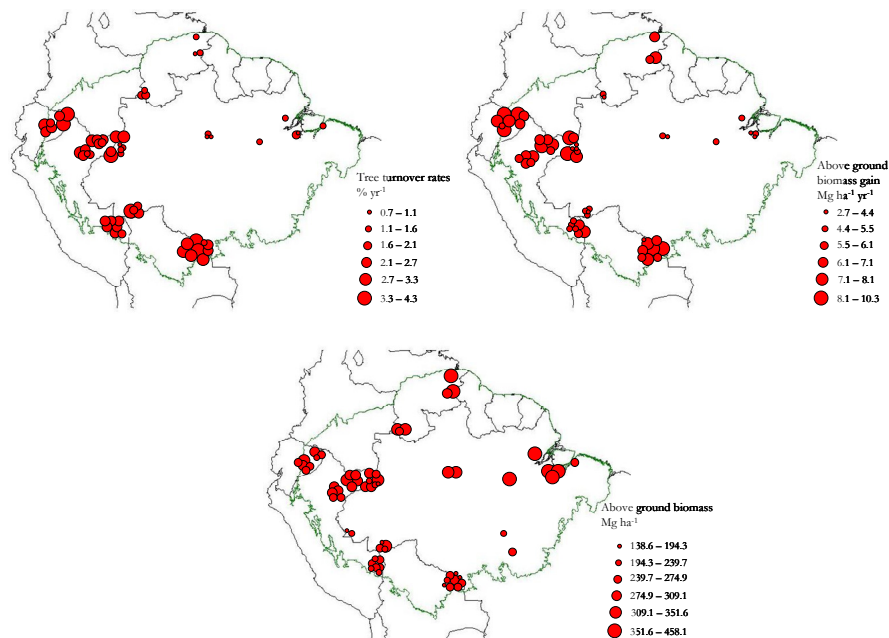 Tree turnover rates
% yr-1
0.7 – 1.1
1.1 – 1.6
1.6 – 2.1
2.1 – 2.7
2.7 – 3.3
3.3 – 4.3
Above ground
biomass gain
Mg ha-1 yr-1
2.7 – 4.4
4.4 – 5.5
5.5 – 6.1
6.1 – 7.1
7.1 – 8.1
8.1 – 10.3
Above ground biomass
Mg ha-1
138.6 – 194.3
194.3 – 239.7
239.7 – 274.9
274.9 – 309.1
309.1 – 351.6
351.6 – 458.1